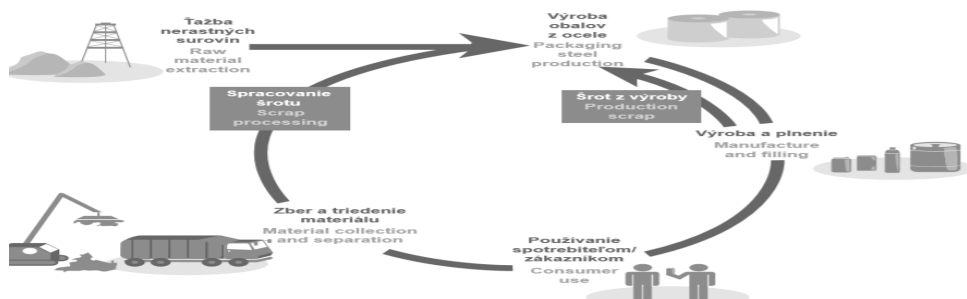 Ťažba
nerastných
surovín
Raw
material
extraction
Výroba
obalov
z ocele
Packaging
steel
production
Spracovanie
šrotu
Scrap
processing
Šrot z výroby
Production
scrap
Výroba a plnenie
Manufacture
and filling
Zber a triedenie
materiálu
Material collection
and separation
Používanie
spotrebiteľom/
zákazníkom
Consumer
use